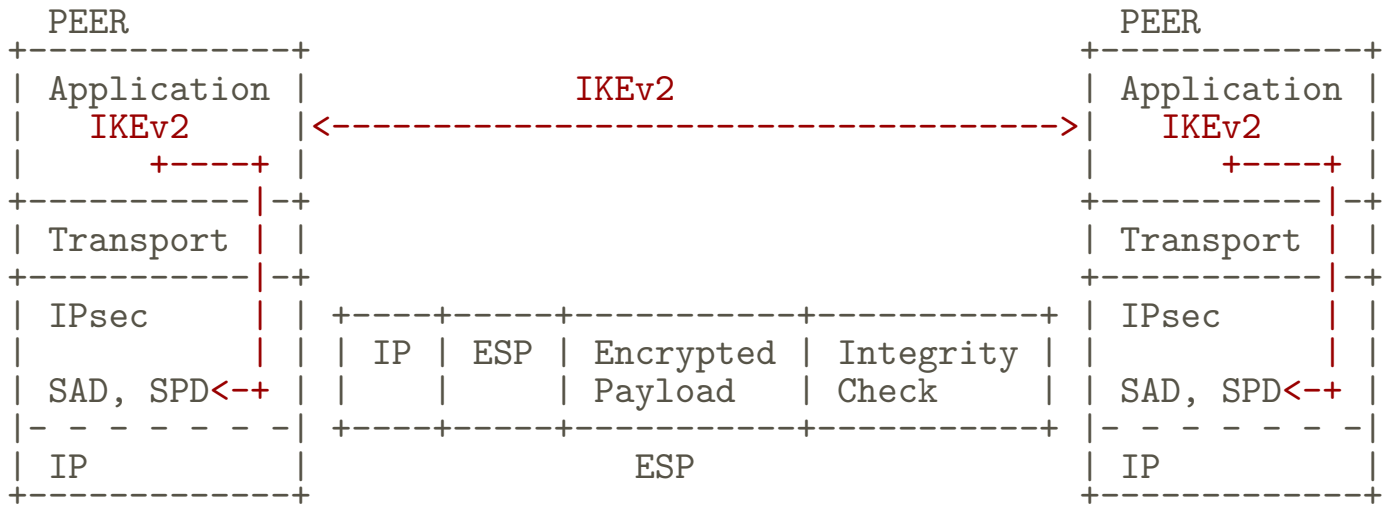 PEER PEER
Application IKEv2 Application
IKEv2 IKEv2
Transport Transport
IPsec IPsec
IP ESP Encrypted Integrity
SAD, SPD Payload Check SAD, SPD
IP ESP IP